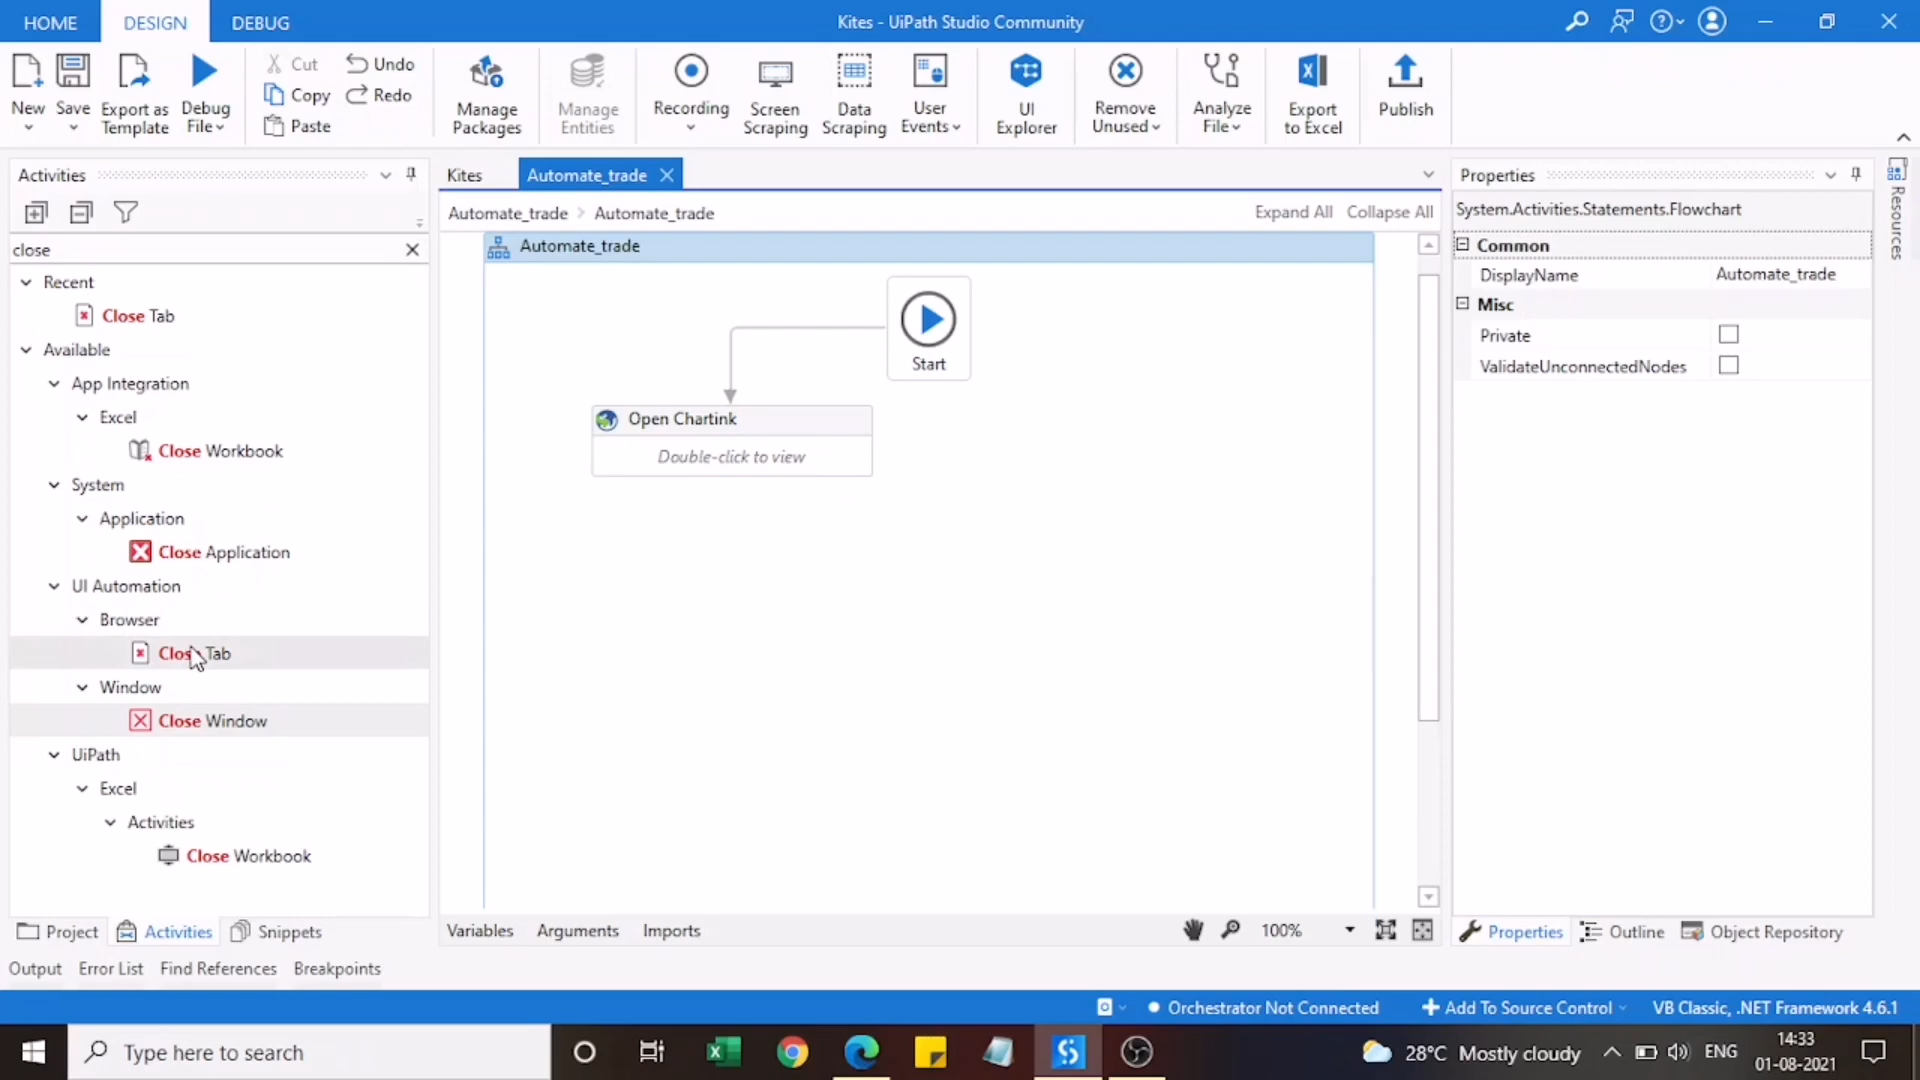 HOME DESIGN DEBUG Kites - UiPath Studio Community
New Save Export as Template Debug File Cut Copy Paste Undo Redo Manage Packages Manage Entities Recording Screen Scraping Data Scraping User Events UI Explorer Remove Unused Analyze File Export to Excel Publish
Activities
close
Recent
Close Tab
Available
App Integration
Excel
Close Workbook
System
Application
Close Application
UI Automation
Browser
Close Tab
Window
Close Window
UiPath
Excel
Activities
Close Workbook
Project Activities Snippets
Kites Automate_trade
Automate_trade > Automate_trade Expand All Collapse All
Automate_trade
Start
Open Chartink
Double-click to view
Variables Arguments Imports 100%
Properties
System.Activities.Statements.Flowchart
Common
DisplayName Automate_trade
Misc
Private
ValidateUnconnectedNodes
Properties Outline Object Repository
Resources
Output Error List Find References Breakpoints
Orchestrator Not Connected Add To Source Control VB Classic, .NET Framework 4.6.1
Type here to search 28°C Mostly cloudy ENG 14:33
01-08-2021